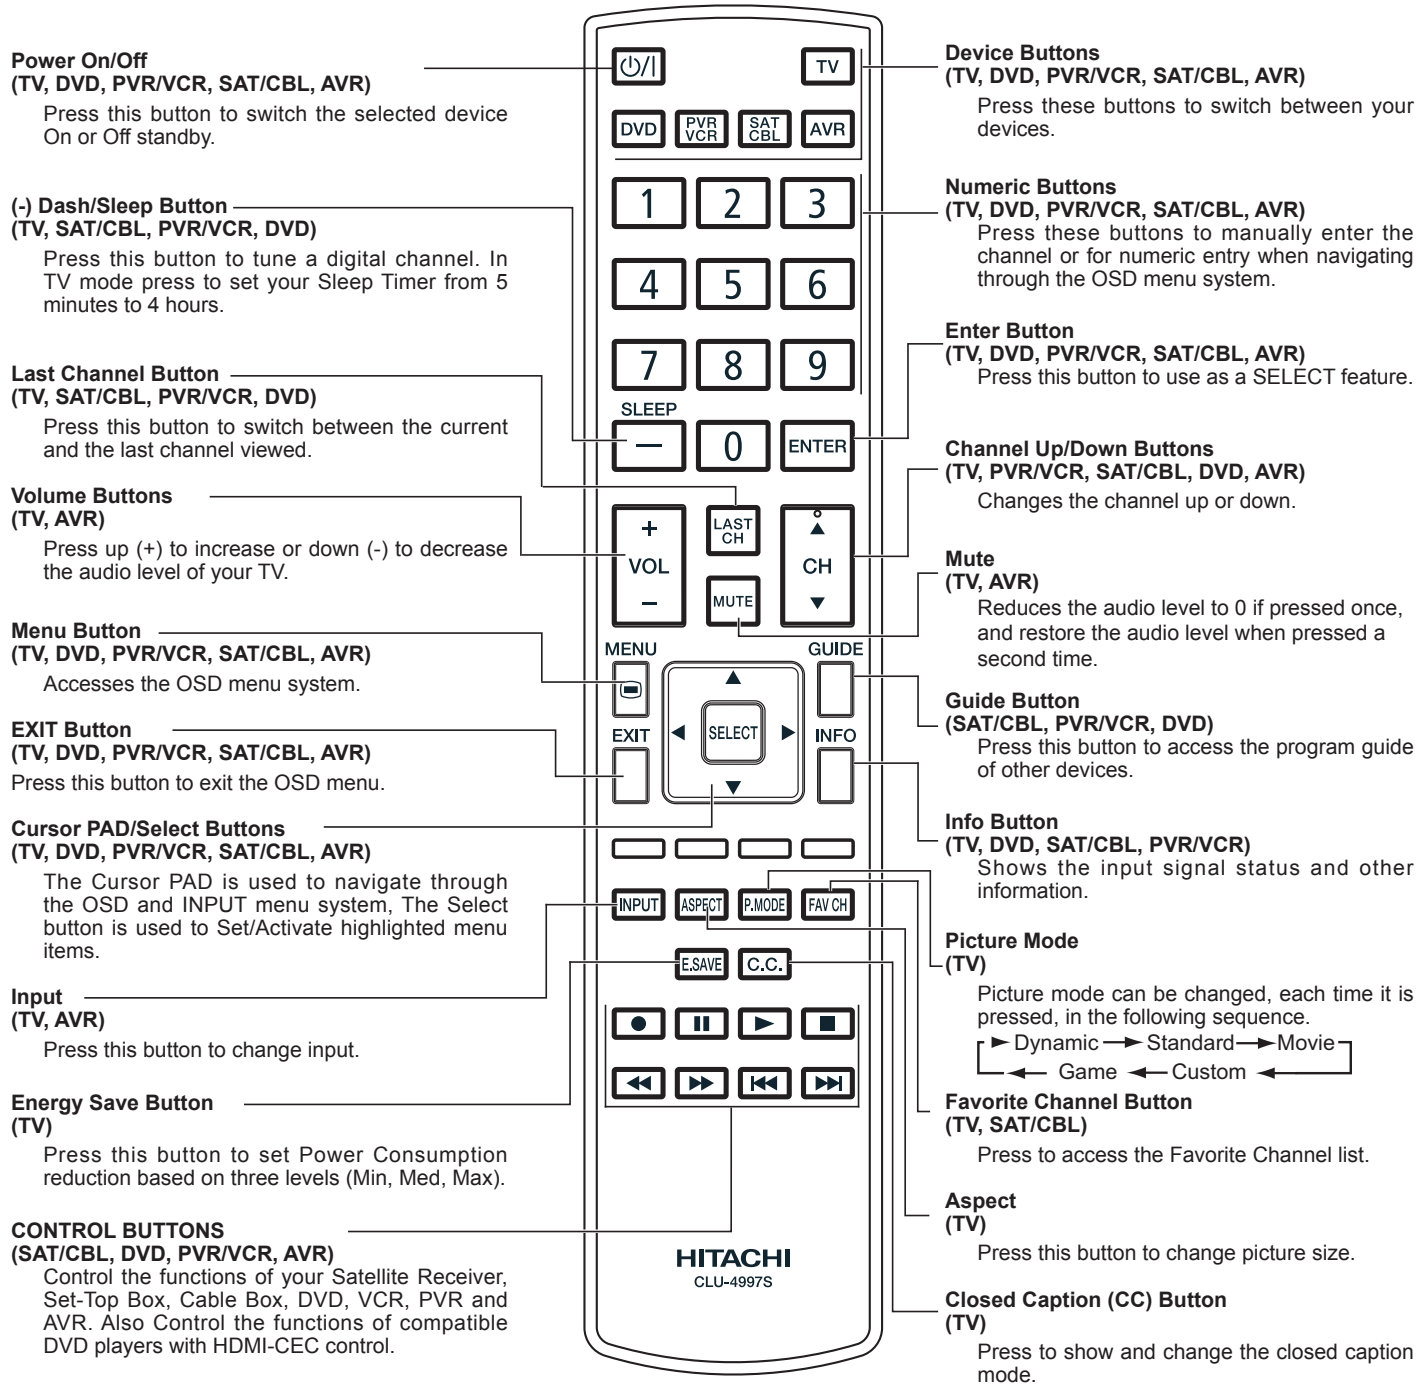 Power On/Off
(TV, DVD, PVR/VCR, SAT/CBL, AVR)
Press this button to switch the selected device
On or Off standby.
(-) Dash/Sleep Button
(TV, SAT/CBL, PVR/VCR, DVD)
Press this button to tune a digital channel. In
TV mode press to set your Sleep Timer from 5
minutes to 4 hours.
Last Channel Button
(TV, SAT/CBL, PVR/VCR, DVD)
Press this button to switch between the current
and the last channel viewed.
Volume Buttons
(TV, AVR)
Press up (+) to increase or down (-) to decrease
the audio level of your TV.
Menu Button
(TV, DVD, PVR/VCR, SAT/CBL, AVR)
Accesses the OSD menu system.
EXIT Button
(TV, DVD, PVR/VCR, SAT/CBL, AVR)
Press this button to exit the OSD menu.
Cursor PAD/Select Buttons
(TV, DVD, PVR/VCR, SAT/CBL, AVR)
The Cursor PAD is used to navigate through
the OSD and INPUT menu system, The Select
button is used to Set/Activate highlighted menu
items.
Input
(TV, AVR)
Press this button to change input.
Energy Save Button
(TV)
Press this button to set Power Consumption
reduction based on three levels (Min, Med, Max).
CONTROL BUTTONS
(SAT/CBL, DVD, PVR/VCR, AVR)
Control the functions of your Satellite Receiver,
Set-Top Box, Cable Box, DVD, VCR, PVR and
AVR. Also Control the functions of compatible
DVD players with HDMI-CEC control.
⏻/| TV
DVD PVR VCR SAT CBL AVR
1 2 3
4 5 6
7 8 9
SLEEP
— 0 ENTER
+ LAST CH ▲
VOL CH
− MUTE ▼
MENU ▲ GUIDE
◀ SELECT ▶
EXIT INFO
▼
INPUT ASPECT P.MODE FAV CH
E.SAVE C.C.
HITACHI
CLU-4997S
Device Buttons
(TV, DVD, PVR/VCR, SAT/CBL, AVR)
Press these buttons to switch between your
devices.
Numeric Buttons
(TV, DVD, PVR/VCR, SAT/CBL, AVR)
Press these buttons to manually enter the
channel or for numeric entry when navigating
through the OSD menu system.
Enter Button
(TV, DVD, PVR/VCR, SAT/CBL, AVR)
Press this button to use as a SELECT feature.
Channel Up/Down Buttons
(TV, PVR/VCR, SAT/CBL, DVD, AVR)
Changes the channel up or down.
Mute
(TV, AVR)
Reduces the audio level to 0 if pressed once,
and restore the audio level when pressed a
second time.
Guide Button
(SAT/CBL, PVR/VCR, DVD)
Press this button to access the program guide
of other devices.
Info Button
(TV, DVD, SAT/CBL, PVR/VCR)
Shows the input signal status and other
information.
Picture Mode
(TV)
Picture mode can be changed, each time it is
pressed, in the following sequence.
Dynamic Standard Movie
Game Custom
Favorite Channel Button
(TV, SAT/CBL)
Press to access the Favorite Channel list.
Aspect
(TV)
Press this button to change picture size.
Closed Caption (CC) Button
(TV)
Press to show and change the closed caption
mode.